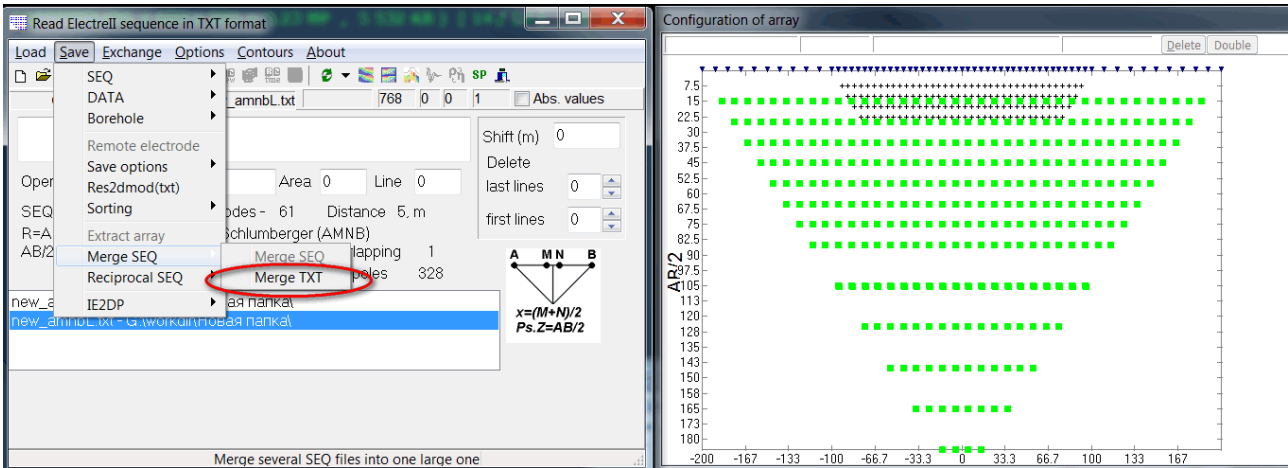 Read ElectreII sequence in TXT format
Load Save Exchange Options Contours About
SP
_amnbL.txt 768 0 0 1 Abs. values
SEQ
DATA
Borehole
Remote electrode
Save options
Res2dmod(txt)
Sorting
Extract array
Merge SEQ
Reciprocal SEQ
IE2DP
Merge SEQ
Merge TXT
Oper Area 0 Line 0
SEQ odes - 61 Distance 5, m
R=A Schlumberger (AMNB)
AB/2 lapping 1
poles 328
Shift (m) 0
Delete
last lines 0
first lines 0
A M N B
x=(M+N)/2
Ps.Z=AB/2
new_a ая папка\
new_amnbL.txt - G:\workdir\Новая папка\
Merge several SEQ files into one large one
Configuration of array
Delete Double
AB/2
7.5
15
22.5
30
37.5
45
52.5
60
67.5
75
82.5
90
97.5
105
113
120
128
135
143
150
158
165
173
180
-200 -167 -133 -100 -66.7 -33.3 0 33.3 66.7 100 133 167